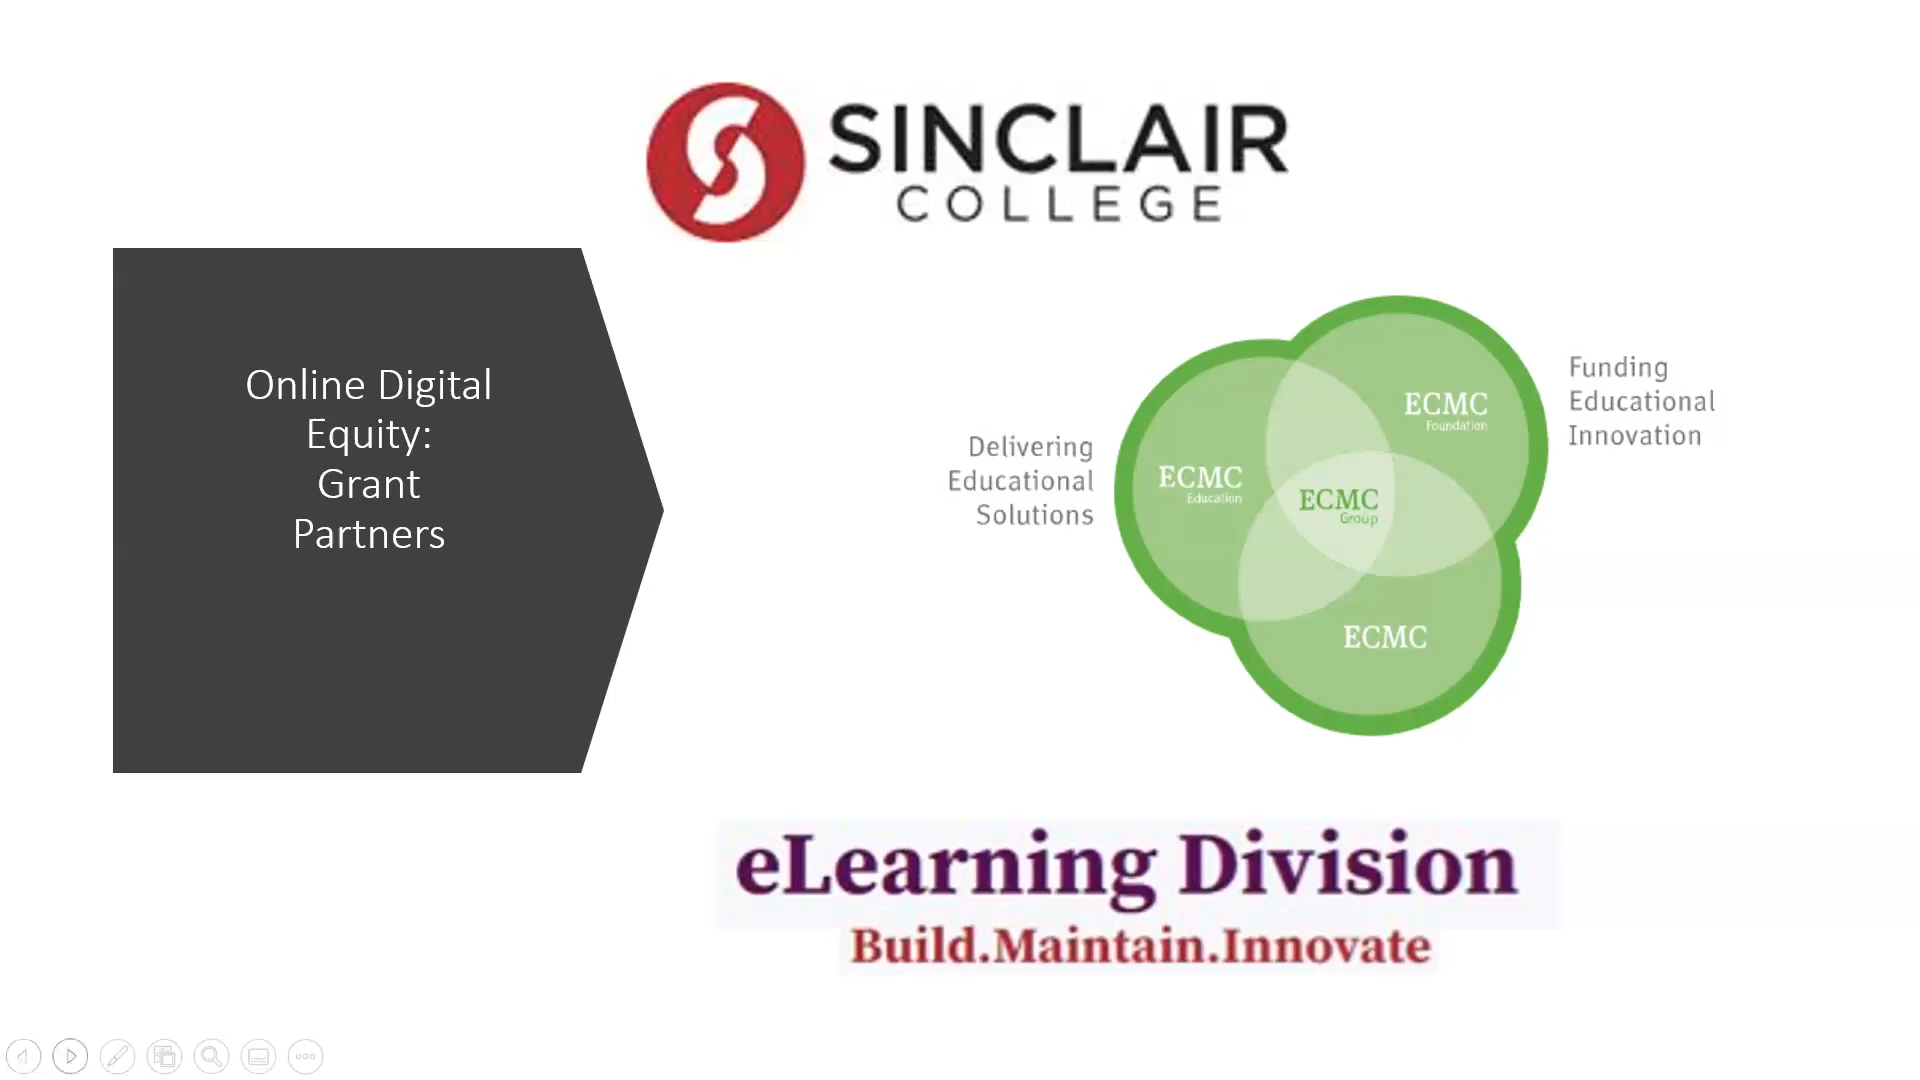 SINCLAIR
COLLEGE
Online Digital
Equity:
Grant
Partners
Delivering
Educational
Solutions
ECMC
Education
ECMC
Foundation
ECMC
Group
ECMC
Funding
Educational
Innovation
eLearning Division
Build.Maintain.Innovate